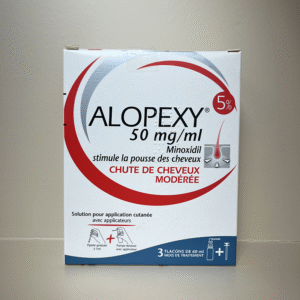 5%
ALOPEXY®
50 mg/ml
Minoxidil
stimule la pousse des cheveux
CHUTE DE CHEVEUX
MODÉRÉE
Solution pour application cutanée
avec applicateurs
3 FLACONS DE 60 ml
MOIS DE TRAITEMENT